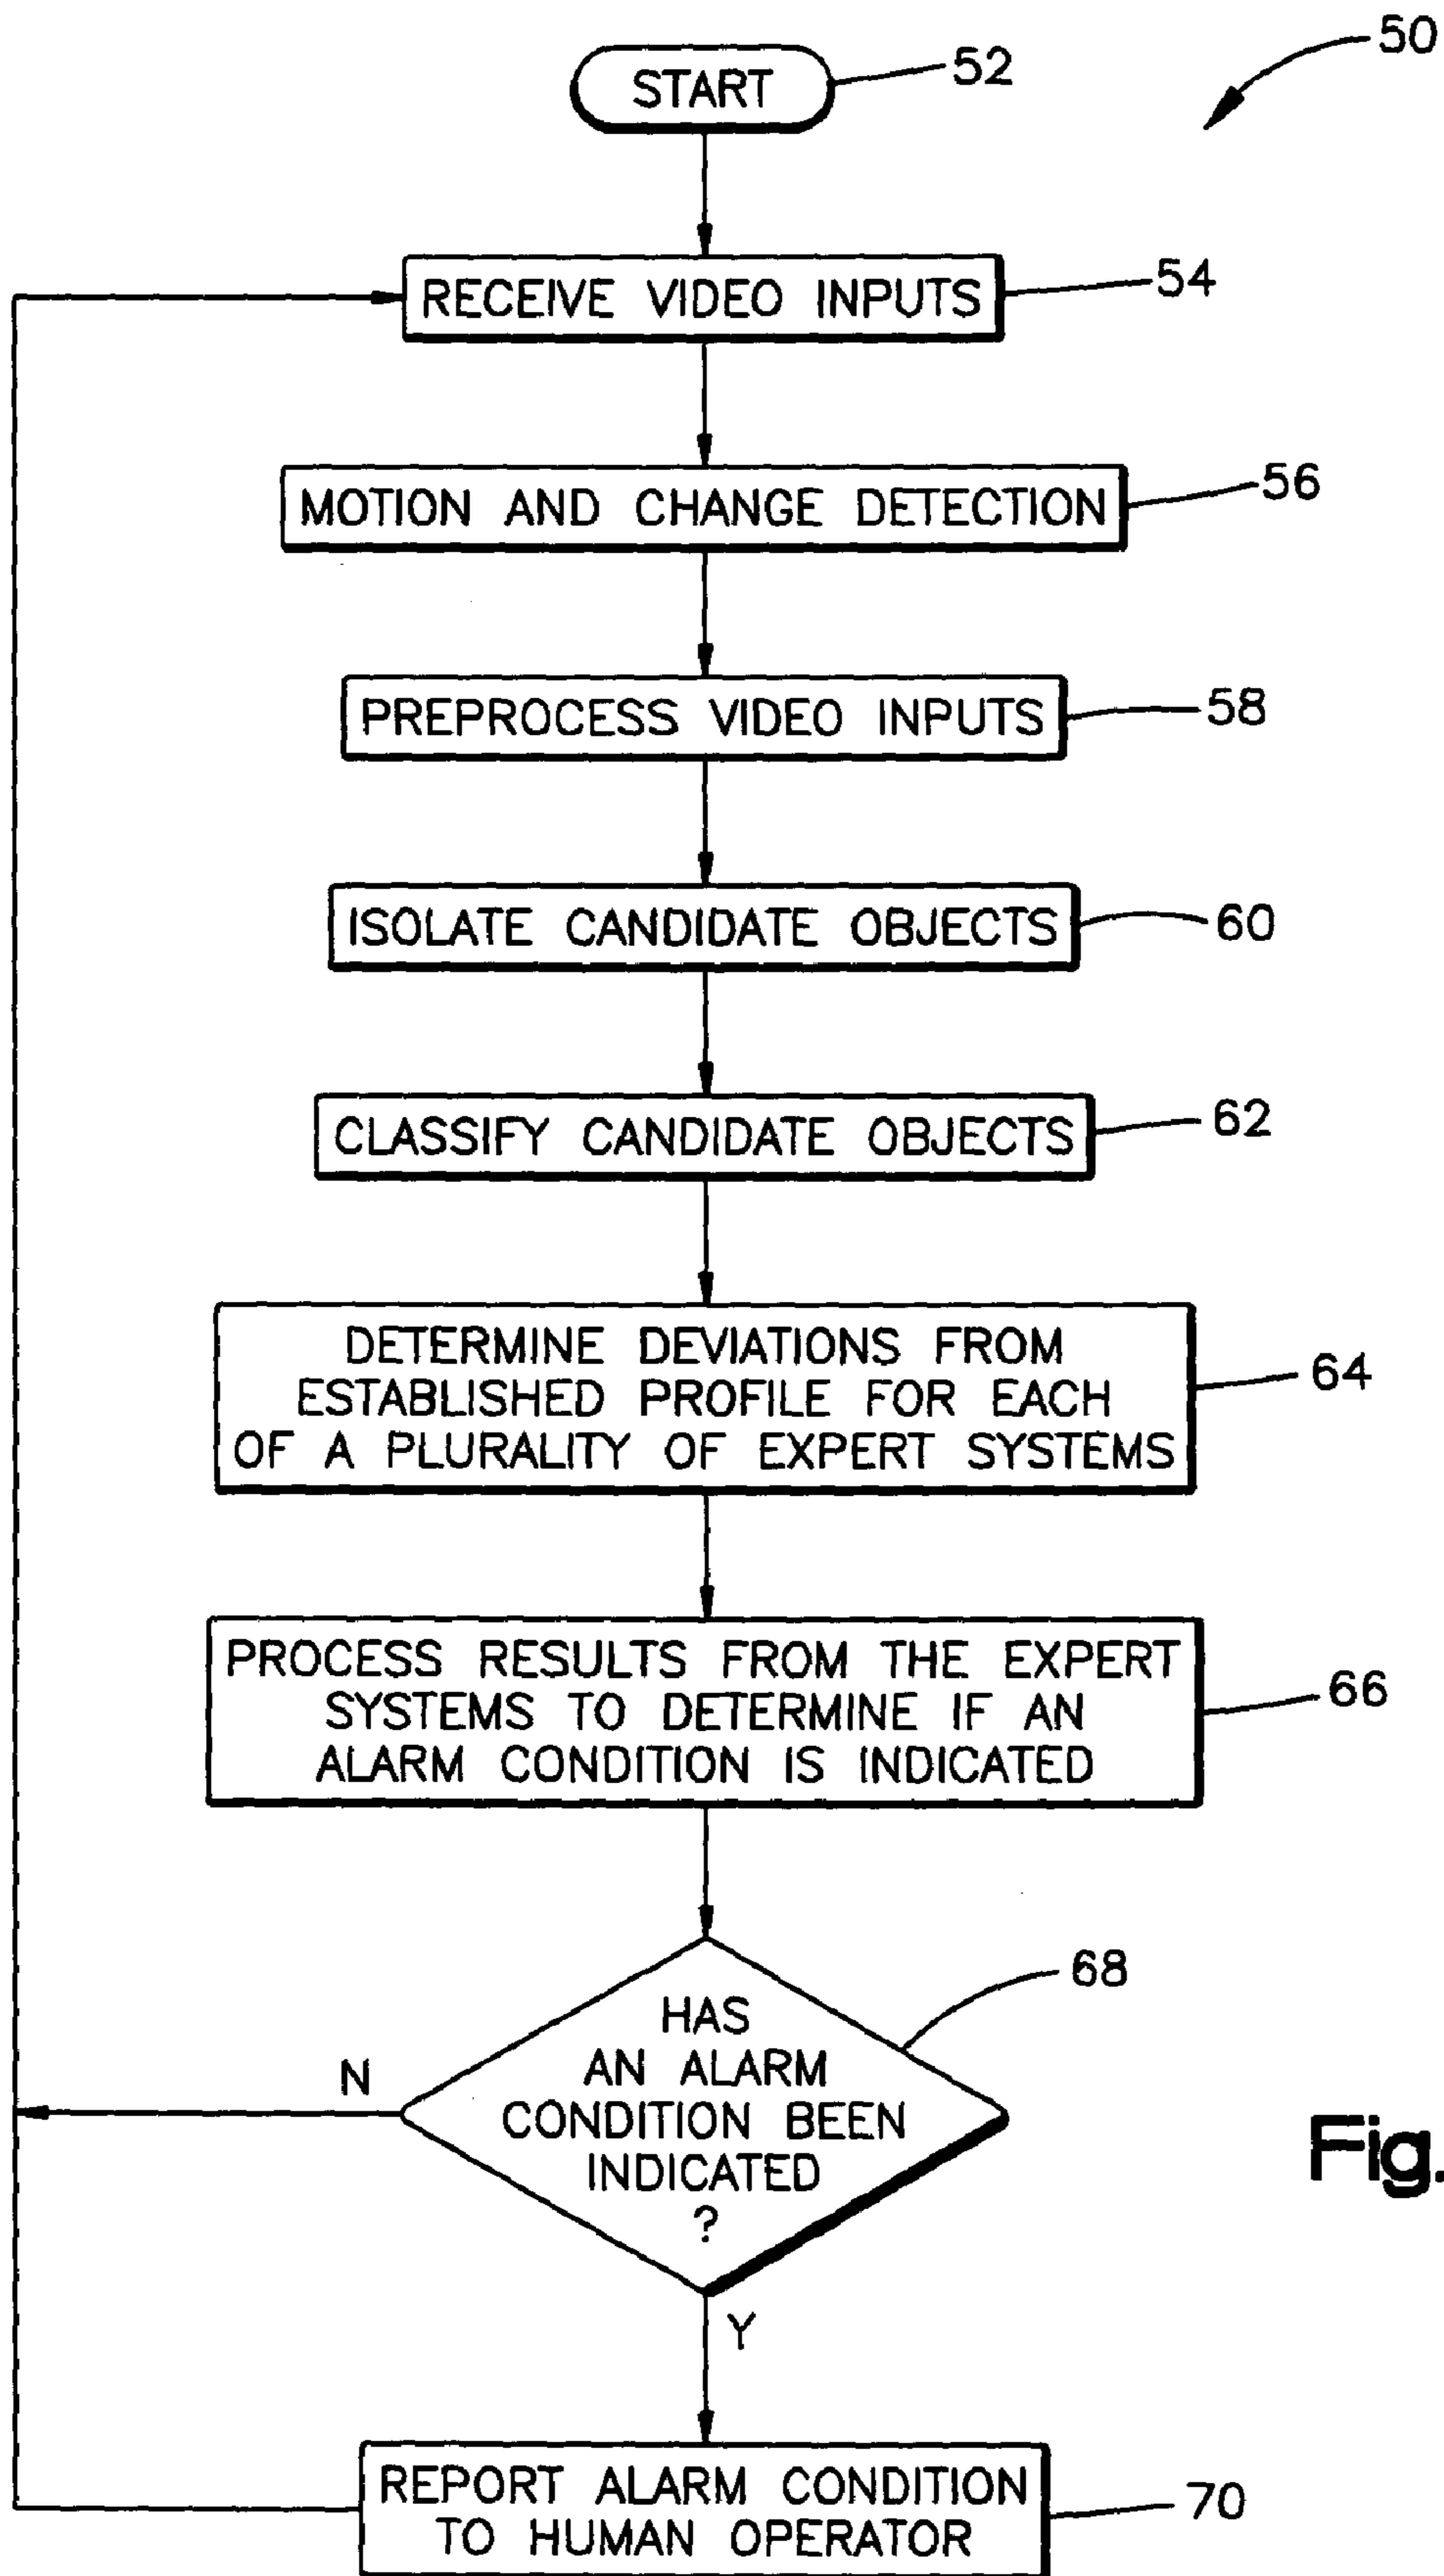 50
START
52
RECEIVE VIDEO INPUTS
54
MOTION AND CHANGE DETECTION
56
PREPROCESS VIDEO INPUTS
58
ISOLATE CANDIDATE OBJECTS
60
CLASSIFY CANDIDATE OBJECTS
62
DETERMINE DEVIATIONS FROM
ESTABLISHED PROFILE FOR EACH
OF A PLURALITY OF EXPERT SYSTEMS
64
PROCESS RESULTS FROM THE EXPERT
SYSTEMS TO DETERMINE IF AN
ALARM CONDITION IS INDICATED
66
HAS
AN ALARM
CONDITION BEEN
INDICATED
?
68
N
Fig.
Y
REPORT ALARM CONDITION
TO HUMAN OPERATOR
70